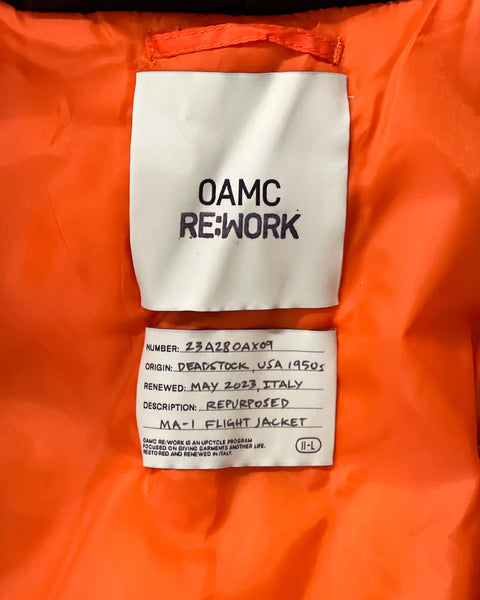 OAMC
RE:WORK
NUMBER: 23A280AX09
ORIGIN: DEADSTOCK, USA 1950s
RENEWED: MAY 2023, ITALY
DESCRIPTION: REPURPOSED
MA-1 FLIGHT JACKET
OAMC RE:WORK IS AN UPCYCLE PROGRAM
FOCUSED ON GIVING GARMENTS ANOTHER LIFE.
RESTORED AND RENEWED IN ITALY.
II-L